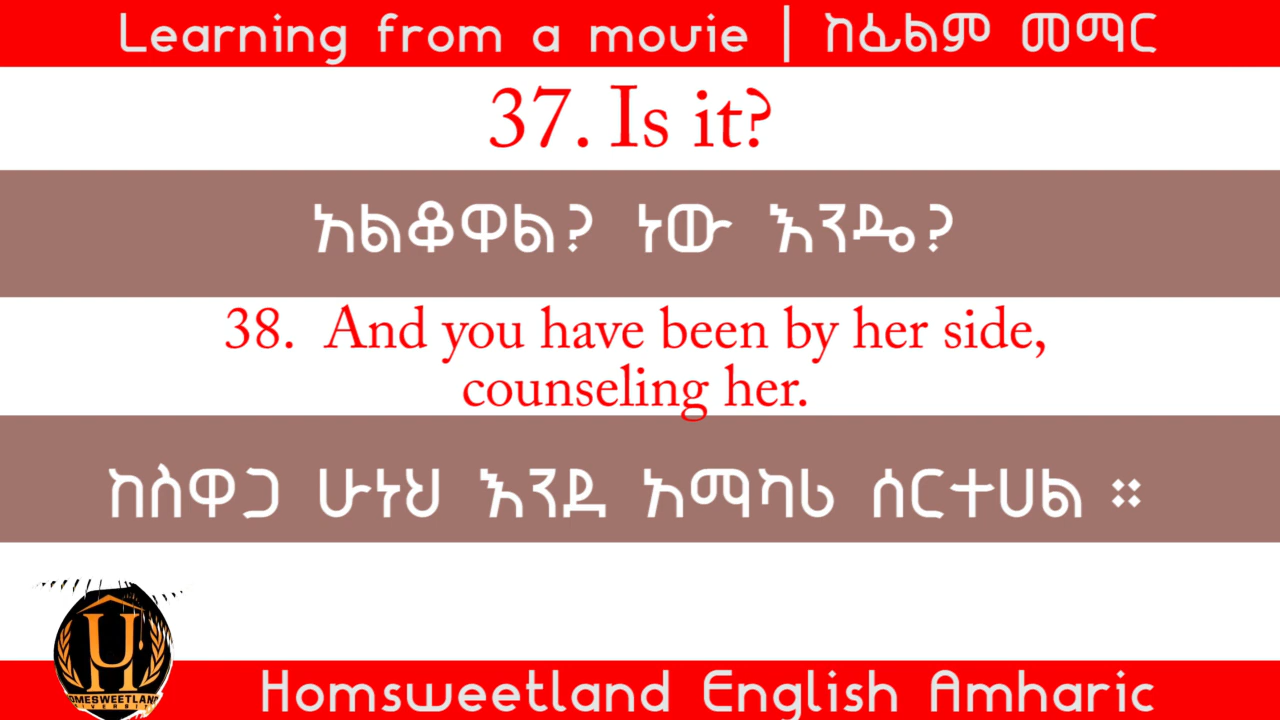 Learning from a movie | ከፊልም መማር
37. Is it?
አልቆዋል? ነው እንዴ?
38. And you have been by her side,
counseling her.
ከስዋጋ ሁነህ እንደ አማካሪ ሰርተሀል ።
Homsweetland English Amharic